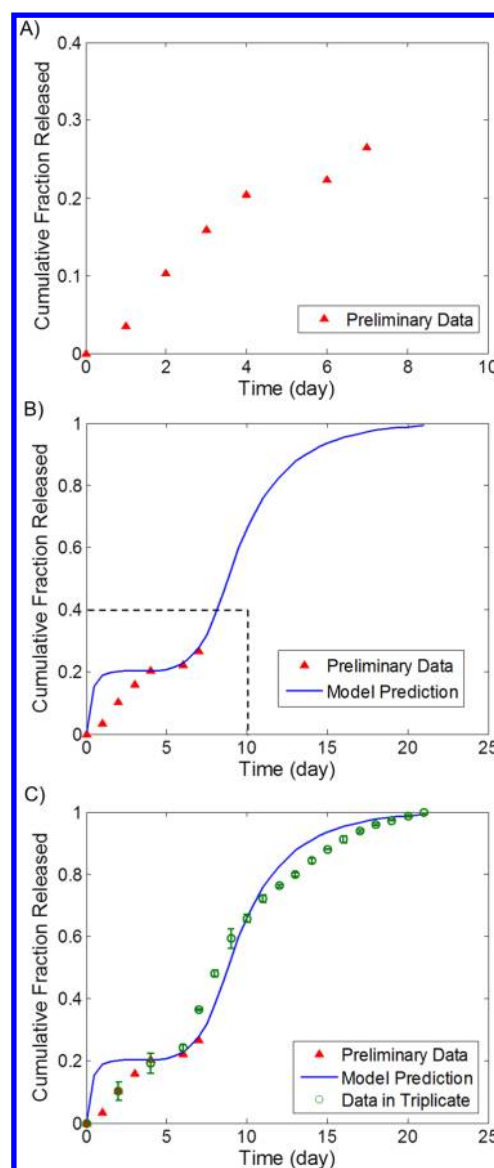 A)
Cumulative Fraction Released
0.4
0.3
0.2
0.1
0
0 2 4 6 8 10
Time (day)
Preliminary Data
B)
Cumulative Fraction Released
1
0.8
0.6
0.4
0.2
0
0 5 10 15 20 25
Time (day)
Preliminary Data
Model Prediction
C)
Cumulative Fraction Released
1
0.8
0.6
0.4
0.2
0
0 5 10 15 20 25
Time (day)
Preliminary Data
Model Prediction
Data in Triplicate